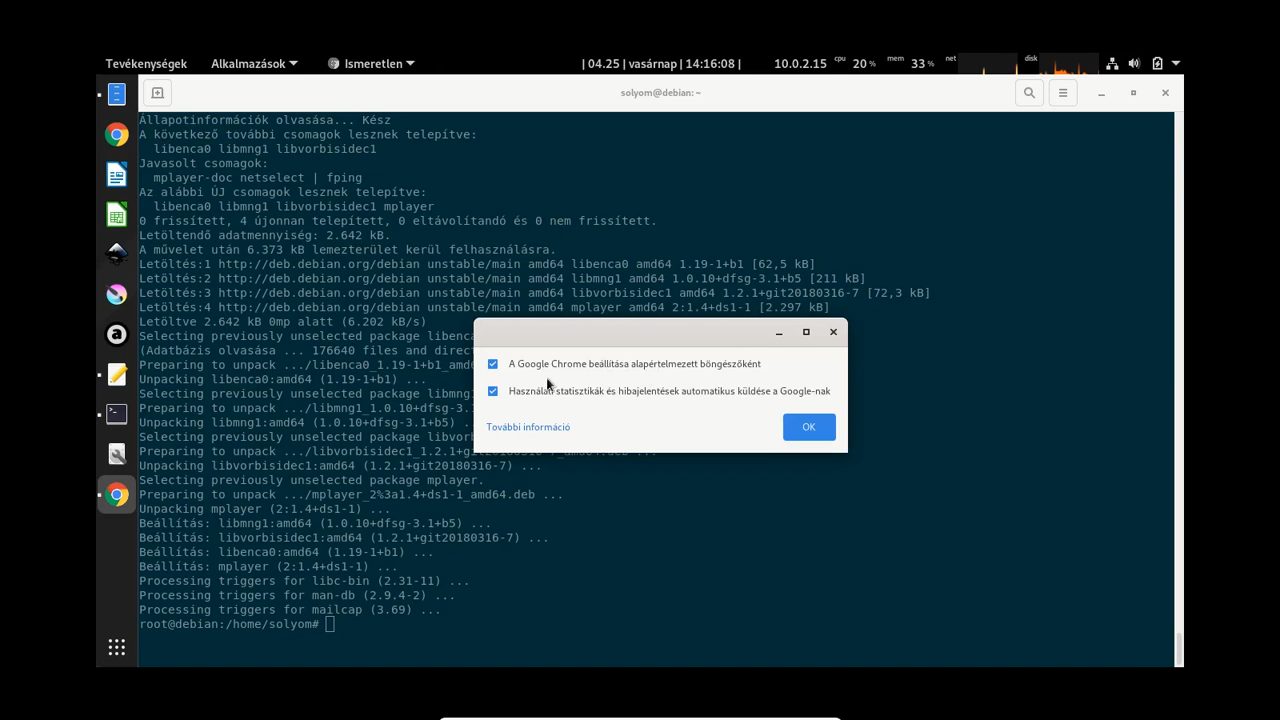 Tevékenységek Alkalmazások Ismeretlen | 04.25 | vasárnap | 14:16:08 | 10.0.2.15 cpu 20 % mem 33 % net disk
solyom@debian: ~
Állapotinformációk olvasása... Kész
A következő további csomagok lesznek telepítve:
libenca0 libmng1 libvorbisidec1
Javasolt csomagok:
mplayer-doc netselect | fping
Az alábbi ÚJ csomagok lesznek telepítve:
libenca0 libmng1 libvorbisidec1 mplayer
0 frissített, 4 újonnan telepített, 0 eltávolítandó és 0 nem frissített.
Letöltendő adatmennyiség: 2.642 kB.
A művelet után 6.373 kB lemezterület kerül felhasználásra.
Letöltés:1 http://deb.debian.org/debian unstable/main amd64 libenca0 amd64 1.19-1+b1 [62,5 kB]
Letöltés:2 http://deb.debian.org/debian unstable/main amd64 libmng1 amd64 1.0.10+dfsg-3.1+b5 [211 kB]
Letöltés:3 http://deb.debian.org/debian unstable/main amd64 libvorbisidec1 amd64 1.2.1+git20180316-7 [72,3 kB]
Letöltés:4 http://deb.debian.org/debian unstable/main amd64 mplayer amd64 2:1.4+ds1-1 [2.297 kB]
Letöltve 2.642 kB 0mp alatt (6.202 kB/s)
Selecting previously unselected package libenca
(Adatbázis olvasása ... 176640 files and direct
Preparing to unpack .../libenca0_1.19-1+b1_amd6
Unpacking libenca0:amd64 (1.19-1+b1) ...
Selecting previously unselected package libmng
Preparing to unpack .../libmng1_1.0.10+dfsg-3.
Unpacking libmng1:amd64 (1.0.10+dfsg-3.1+b5) .
Selecting previously unselected package libvor
Preparing to unpack .../libvorbisidec1_1.2.1+git20180316-7_amd64.deb ...
Unpacking libvorbisidec1:amd64 (1.2.1+git20180316-7) ...
Selecting previously unselected package mplayer.
Preparing to unpack .../mplayer_2%3a1.4+ds1-1_amd64.deb ...
Unpacking mplayer (2:1.4+ds1-1) ...
Beállítás: libmng1:amd64 (1.0.10+dfsg-3.1+b5) ...
Beállítás: libvorbisidec1:amd64 (1.2.1+git20180316-7) ...
Beállítás: libenca0:amd64 (1.19-1+b1) ...
Beállítás: mplayer (2:1.4+ds1-1) ...
Processing triggers for libc-bin (2.31-11) ...
Processing triggers for man-db (2.9.4-2) ...
Processing triggers for mailcap (3.69) ...
root@debian:/home/solyom#
A Google Chrome beállítása alapértelmezett böngészőként
Használati statisztikák és hibajelentések automatikus küldése a Google-nak
További információ OK